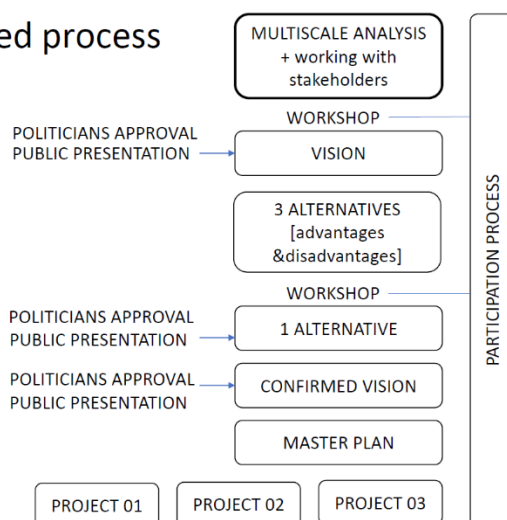 ed process
MULTISCALE ANALYSIS
+ working with
stakeholders
WORKSHOP
POLITICIANS APPROVAL
PUBLIC PRESENTATION
VISION
3 ALTERNATIVES
[advantages
&disadvantages]
WORKSHOP
POLITICIANS APPROVAL
PUBLIC PRESENTATION
1 ALTERNATIVE
POLITICIANS APPROVAL
PUBLIC PRESENTATION
CONFIRMED VISION
MASTER PLAN
PROJECT 01
PROJECT 02
PROJECT 03
PARTICIPATION PROCESS